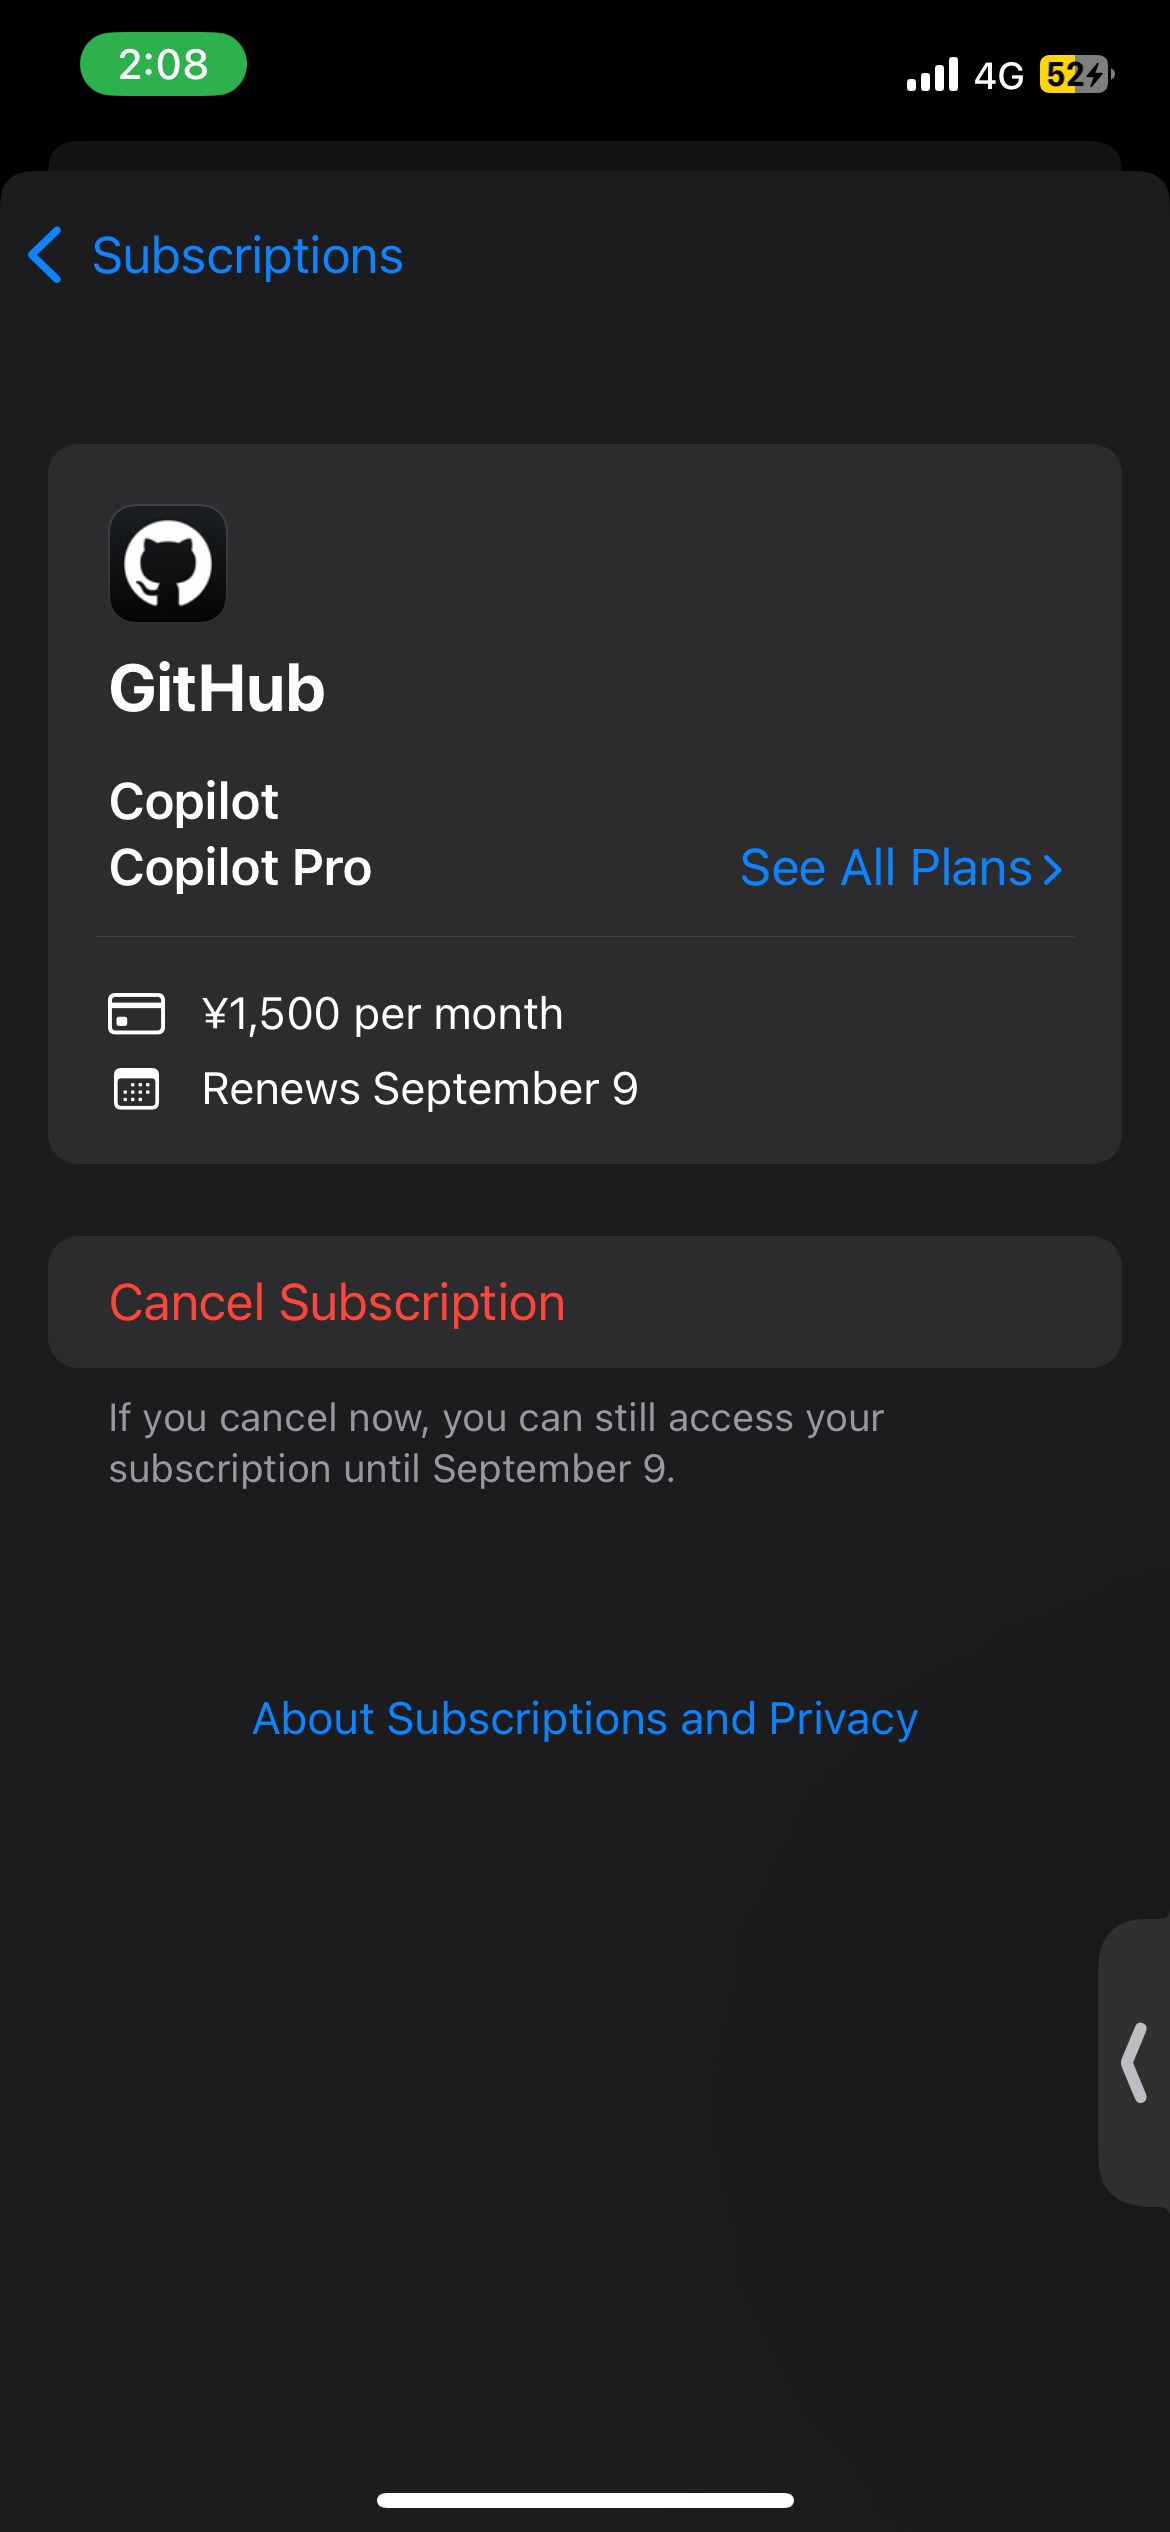 2:08
4G 52
Subscriptions
GitHub
Copilot
Copilot Pro
See All Plans
¥1,500 per month
Renews September 9
Cancel Subscription
If you cancel now, you can still access your
subscription until September 9.
About Subscriptions and Privacy